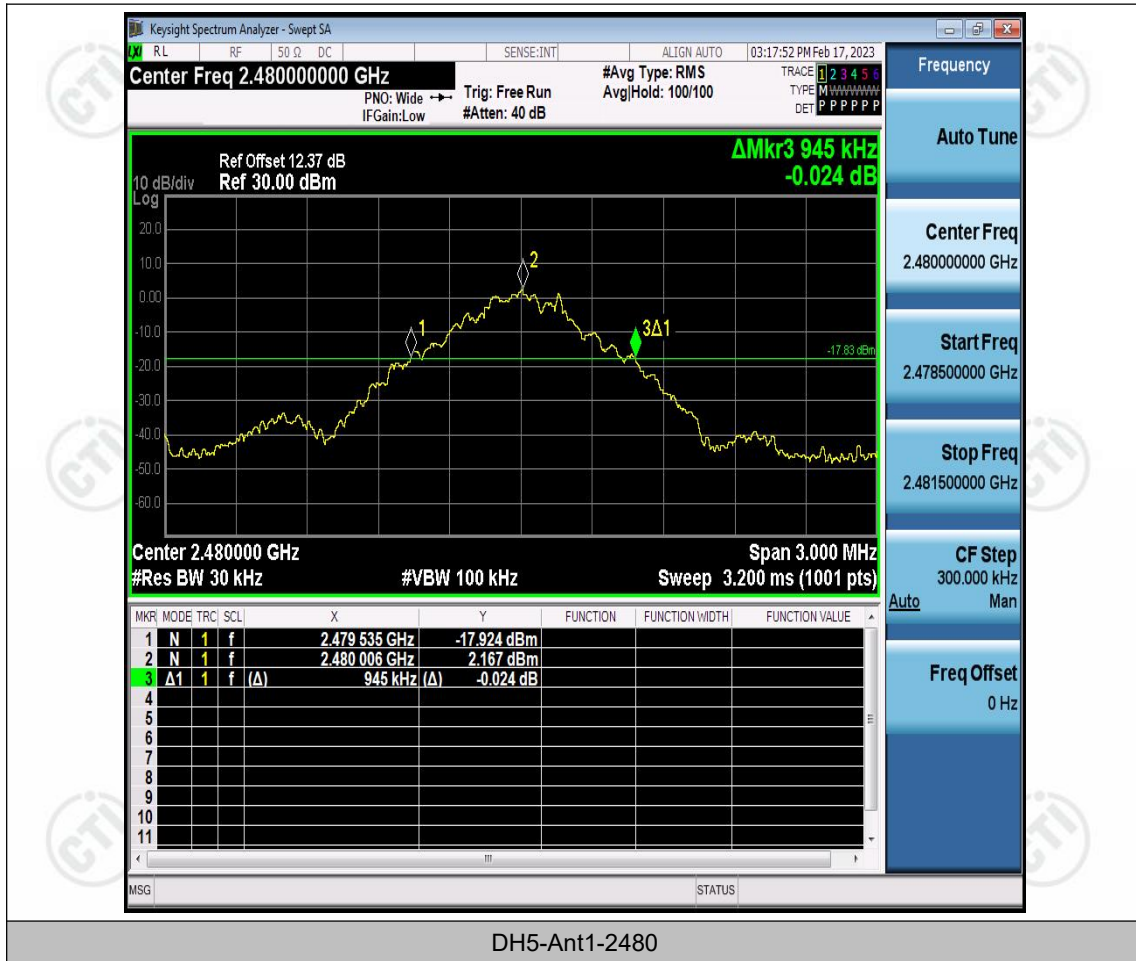 Keysight Spectrum Analyzer - Swept SA
LXI RL RF 50 Ω DC SENSE:INT ALIGN AUTO 03:17:52 PM Feb 17, 2023
Center Freq 2.480000000 GHz
PNO: Wide
IFGain:Low
Trig: Free Run
#Atten: 40 dB
#Avg Type: RMS
Avg|Hold: 100/100
TRACE 1 2 3 4 5 6
TYPE M WWWWW
DET P P P P P P
ΔMkr3 945 kHz
-0.024 dB
Ref Offset 12.37 dB
10 dB/div Ref 30.00 dBm
Log
20.0
10.0
0.00
-10.0
-20.0
-30.0
-40.0
-50.0
-60.0
1
2
3Δ1
-17.83 dBm
Center 2.480000 GHz Span 3.000 MHz
#Res BW 30 kHz #VBW 100 kHz Sweep 3.200 ms (1001 pts)
MKR MODE TRC SCL X Y FUNCTION FUNCTION WIDTH FUNCTION VALUE
1 N 1 f 2.479 535 GHz -17.924 dBm
2 N 1 f 2.480 006 GHz 2.167 dBm
3 Δ1 1 f (Δ) 945 kHz (Δ) -0.024 dB
4
5
6
7
8
9
10
11
MSG STATUS
Frequency
Auto Tune
Center Freq
2.480000000 GHz
Start Freq
2.478500000 GHz
Stop Freq
2.481500000 GHz
CF Step
300.000 kHz
Auto Man
Freq Offset
0 Hz
CTI
CTI
CTI
CTI
CTI
CTI
DH5-Ant1-2480